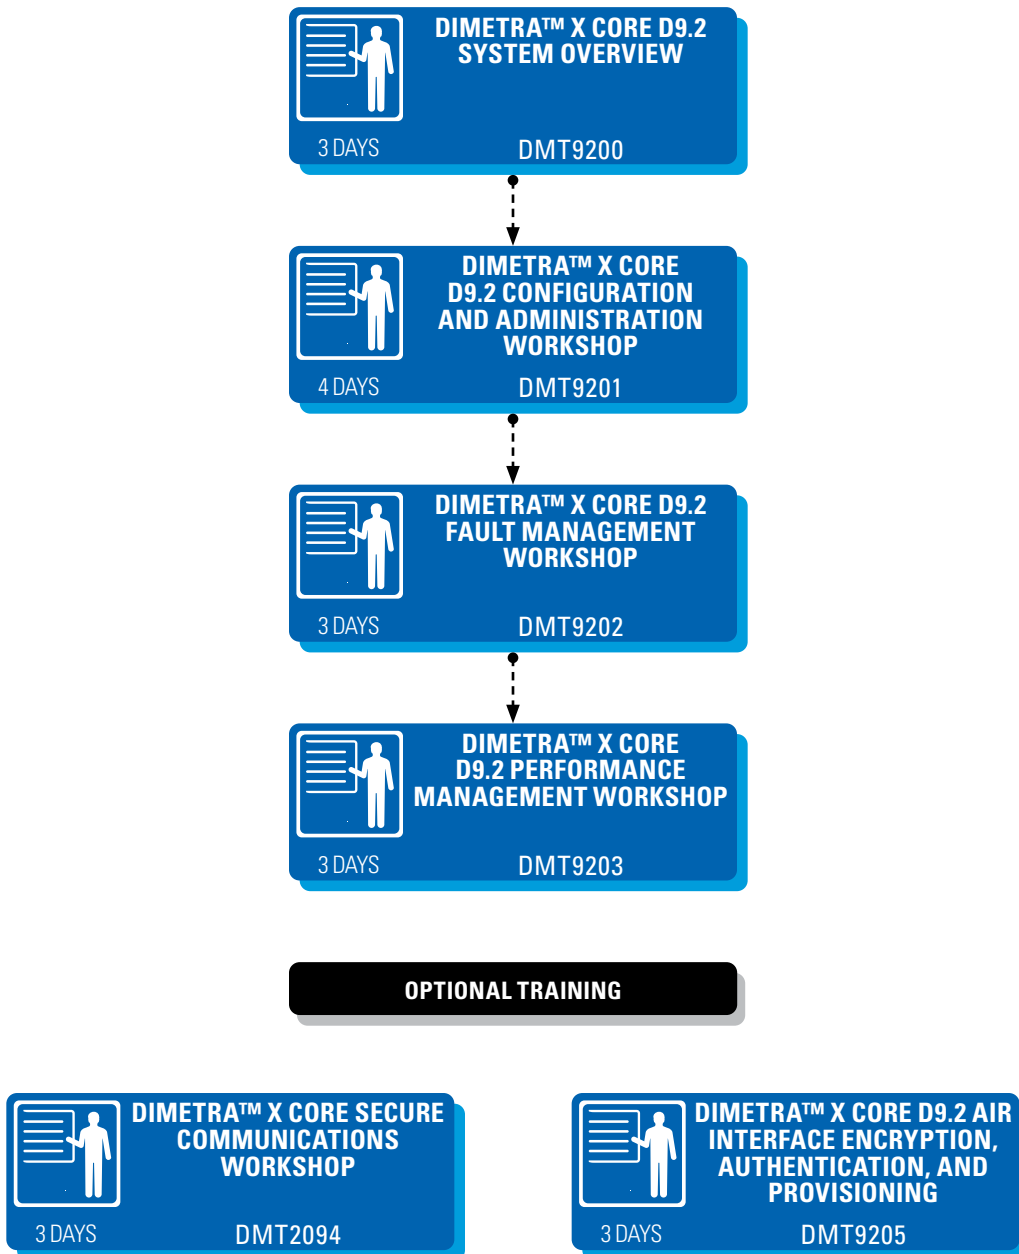 DIMETRA™ X CORE D9.2
SYSTEM OVERVIEW
3 DAYS
DMT9200
DIMETRA™ X CORE
D9.2 CONFIGURATION
AND ADMINISTRATION
WORKSHOP
4 DAYS
DMT9201
DIMETRA™ X CORE D9.2
FAULT MANAGEMENT
WORKSHOP
3 DAYS
DMT9202
DIMETRA™ X CORE
D9.2 PERFORMANCE
MANAGEMENT WORKSHOP
3 DAYS
DMT9203
OPTIONAL TRAINING
DIMETRA™ X CORE SECURE
COMMUNICATIONS
WORKSHOP
3 DAYS
DMT2094
DIMETRA™ X CORE D9.2 AIR
INTERFACE ENCRYPTION,
AUTHENTICATION, AND
PROVISIONING
3 DAYS
DMT9205